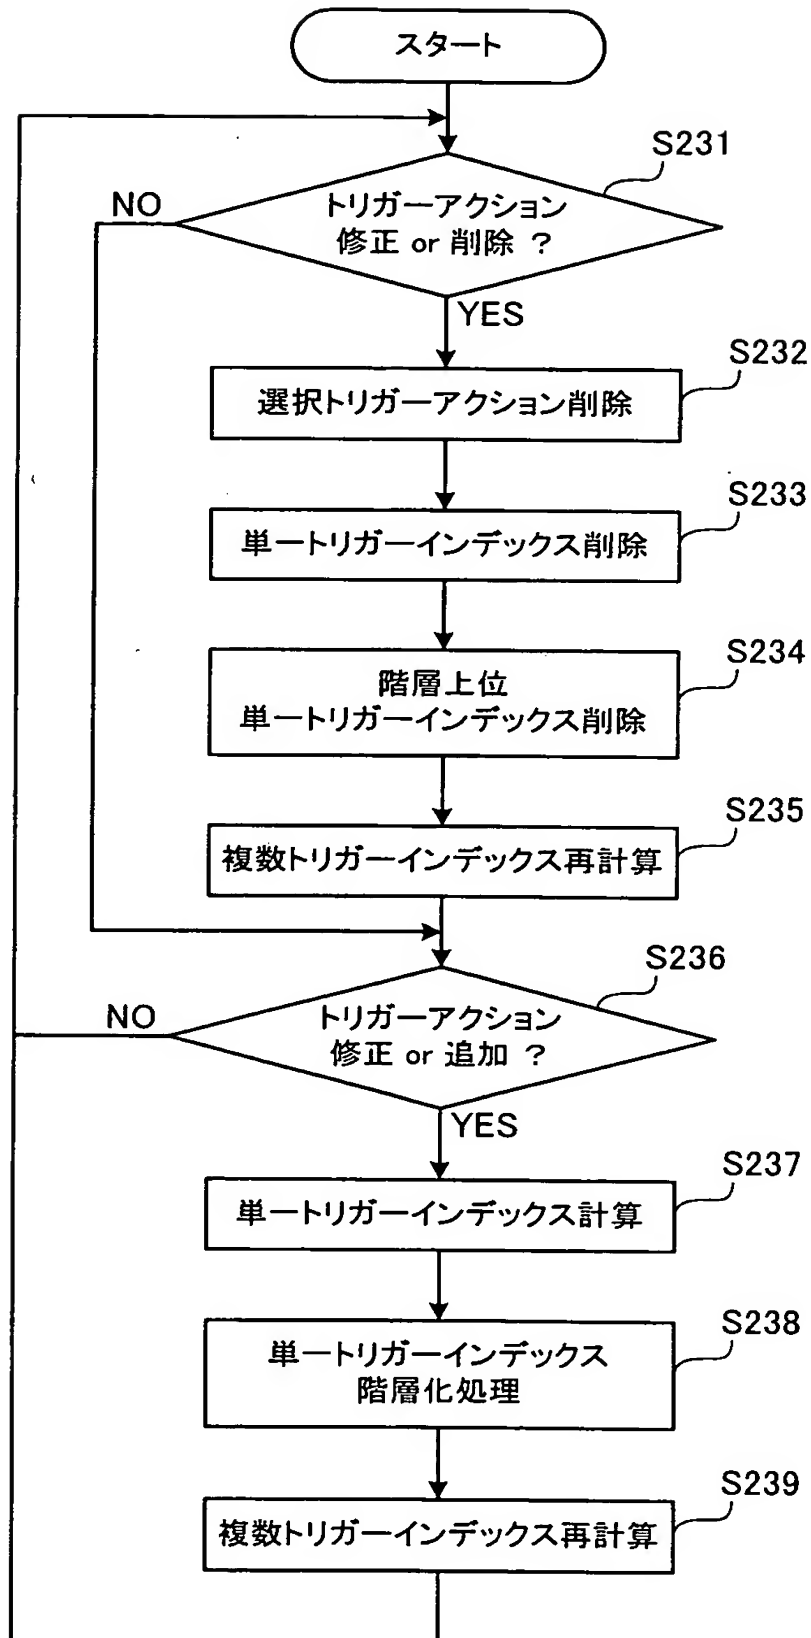 スタート
S231
トリガーアクション
修正 or 削除 ?
NO
YES
S232
選択トリガーアクション削除
S233
単一トリガーインデックス削除
S234
階層上位
単一トリガーインデックス削除
S235
複数トリガーインデックス再計算
S236
トリガーアクション
修正 or 追加 ?
NO
YES
S237
単一トリガーインデックス計算
S238
単一トリガーインデックス
階層化処理
S239
複数トリガーインデックス再計算